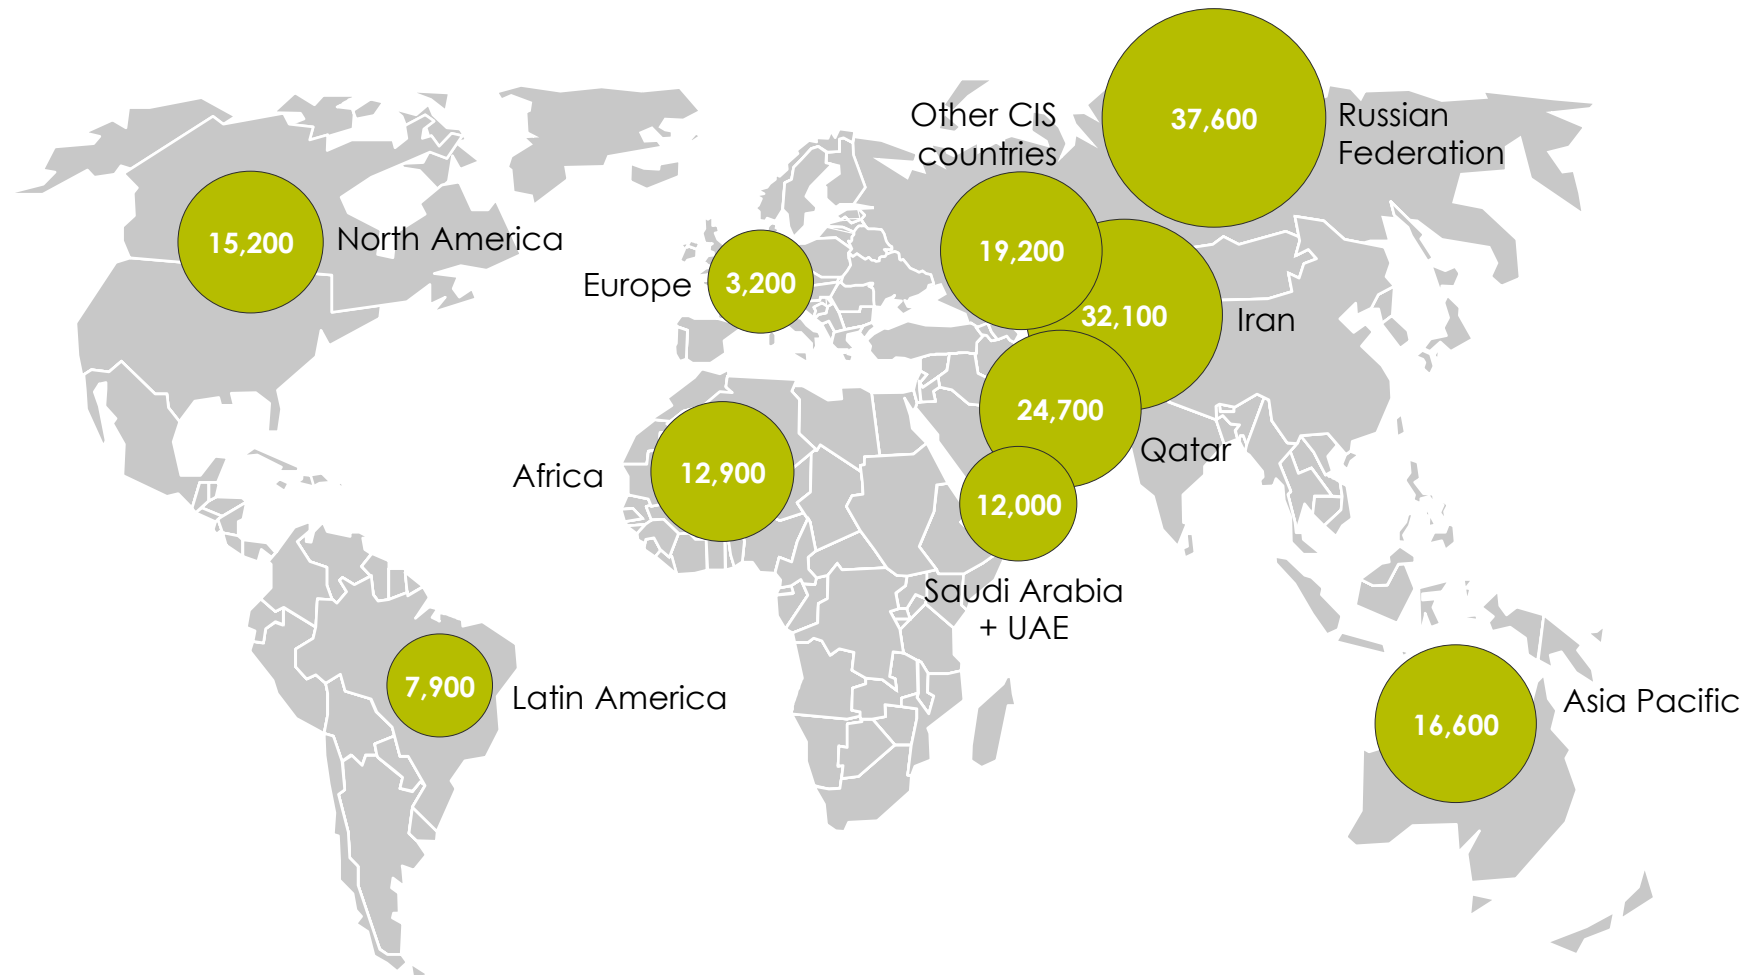 Other CIS
countries
37,600
Russian
Federation
15,200
North America
19,200
Europe
3,200
32,100
Iran
24,700
Qatar
Africa
12,900
12,000
Saudi Arabia
+ UAE
7,900
Latin America
16,600
Asia Pacific